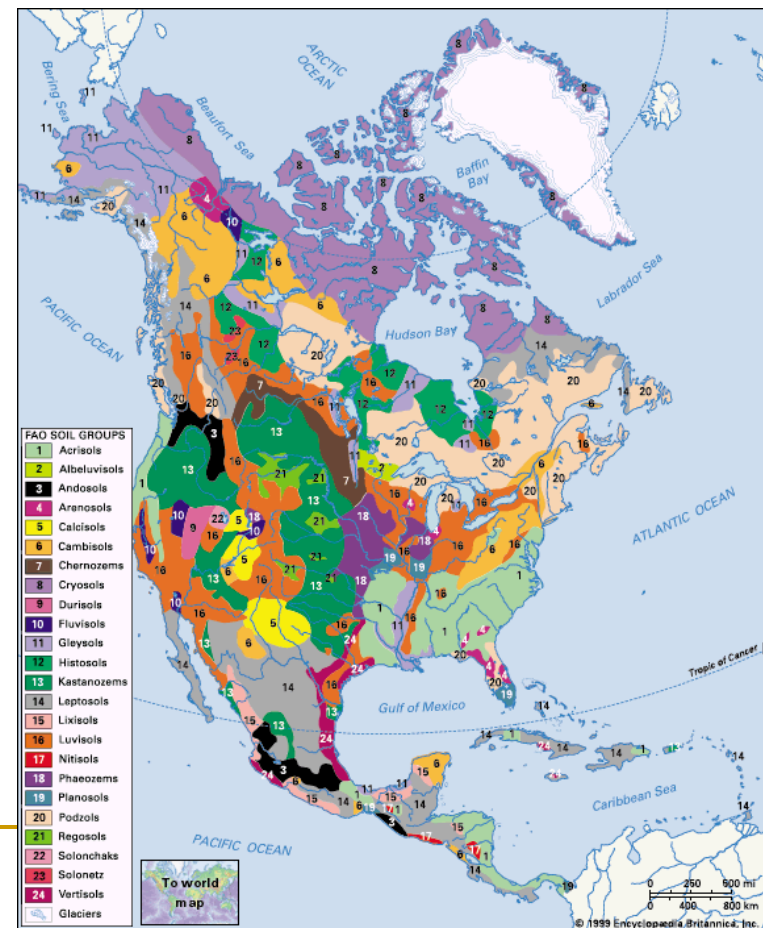 ARCTIC
OCEAN
Bering Sea
Beaufort Sea
Baffin
Bay
Labrador Sea
PACIFIC OCEAN
Hudson Bay
ATLANTIC OCEAN
Tropic of Cancer
Gulf of Mexico
Caribbean Sea
PACIFIC OCEAN
FAO SOIL GROUPS
1 Acrisols
2 Albeluvisols
3 Andosols
4 Arenosols
5 Calcisols
6 Cambisols
7 Chernozems
8 Cryosols
9 Durisols
10 Fluvisols
11 Gleysols
12 Histosols
13 Kastanozems
14 Leptosols
15 Lixisols
16 Luvisols
17 Nitisols
18 Phaeozems
19 Planosols
20 Podzols
21 Regosols
22 Solonchaks
23 Solonetz
24 Vertisols
Glaciers
To world
map
0 250 500 mi
0 400 800 km
© 1999 Encyclopædia Britannica, Inc.